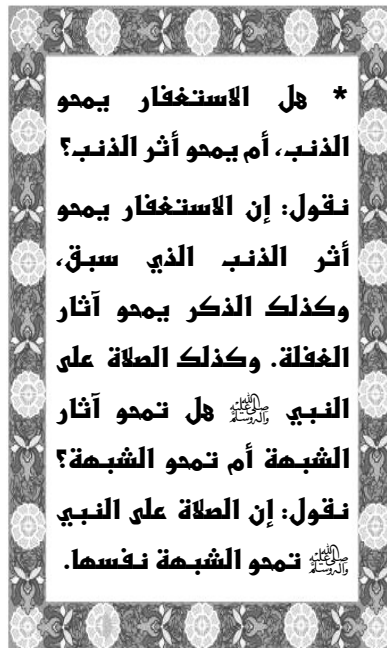 * هل الاستغفار يمحو
الذنب، أم يمحو أثر الذنب؟
نقول: إن الاستغفار يمحو
أثر الذنب الذي سبق،
وكذلك الذكر يمحو آثار
الغفلة. وكذلك الصلاة على
النبي صلى الله عليه وآله وسلم هل تمحو آثار
الشبهة أم تمحو الشبهة؟
نقول: إن الصلاة على النبي
صلى الله عليه وآله وسلم تمحو الشبهة نفسها.